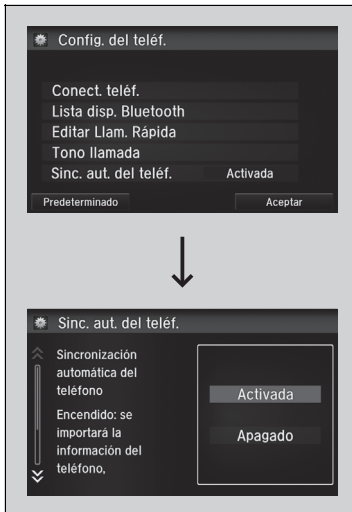 Config. del teléf.
Conect. teléf.
Lista disp. Bluetooth
Editar Llam. Rápida
Tono llamada
Sinc. aut. del teléf. Activada
Predeterminado Aceptar
Sinc. aut. del teléf.
Sincronización
automática del
teléfono
Encendido: se
importará la
información del
teléfono,
Activada
Apagado